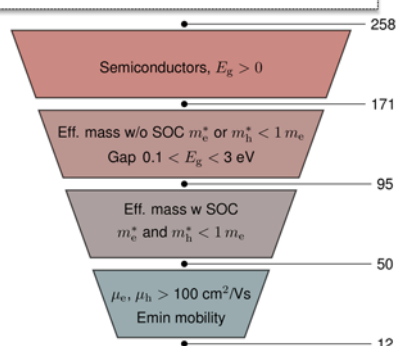 258
Semiconductors, E_g > 0
171
Eff. mass w/o SOC m*_e or m*_h < 1 m_e
Gap 0.1 < E_g < 3 eV
95
Eff. mass w SOC
m*_e and m*_h < 1 m_e
50
μ_e, μ_h > 100 cm²/Vs
Emin mobility
12